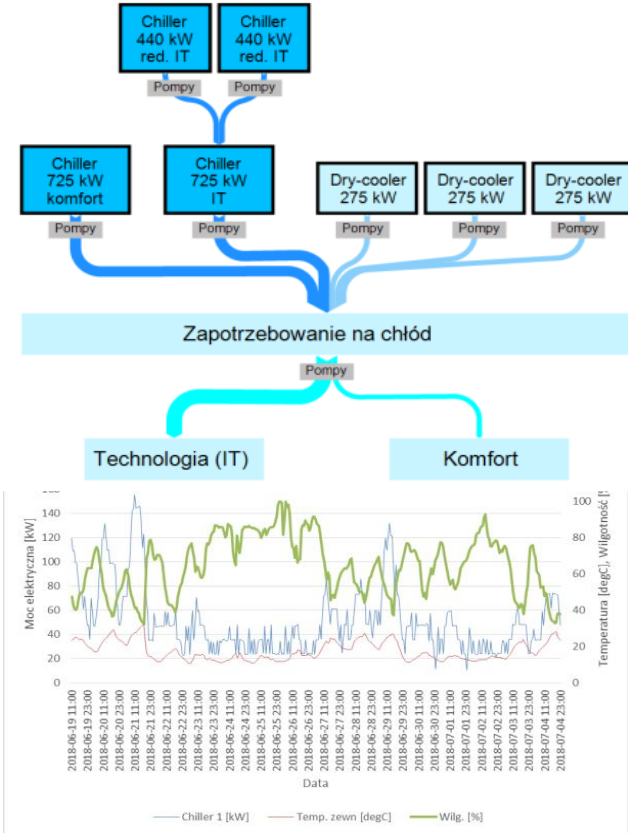 Chiller
440 kW
red. IT
Chiller
440 kW
red. IT
Pompy
Pompy
Chiller
725 kW
komfort
Chiller
725 kW
IT
Dry-cooler
275 kW
Dry-cooler
275 kW
Dry-cooler
275 kW
Pompy
Pompy
Pompy
Pompy
Pompy
Zapotrzebowanie na chłód
Pompy
Technologia (IT)
Komfort
Moc elektryczna [kW]
140
120
100
80
60
40
20
0
100
80
60
40
20
0
Temperatura [degC], Wilgotność [%
2018-06-19 11:00
2018-06-19 23:00
2018-06-20 11:00
2018-06-20 23:00
2018-06-21 11:00
2018-06-21 23:00
2018-06-22 11:00
2018-06-22 23:00
2018-06-23 11:00
2018-06-23 23:00
2018-06-24 11:00
2018-06-24 23:00
2018-06-25 11:00
2018-06-25 23:00
2018-06-26 11:00
2018-06-26 23:00
2018-06-27 11:00
2018-06-27 23:00
2018-06-28 11:00
2018-06-28 23:00
2018-06-29 11:00
2018-06-29 23:00
2018-06-30 11:00
2018-06-30 23:00
2018-07-01 11:00
2018-07-01 23:00
2018-07-02 11:00
2018-07-02 23:00
2018-07-03 11:00
2018-07-03 23:00
2018-07-04 11:00
2018-07-04 23:00
Data
Chiller 1 [kW]
Temp. zewn [degC]
Wilg. [%]